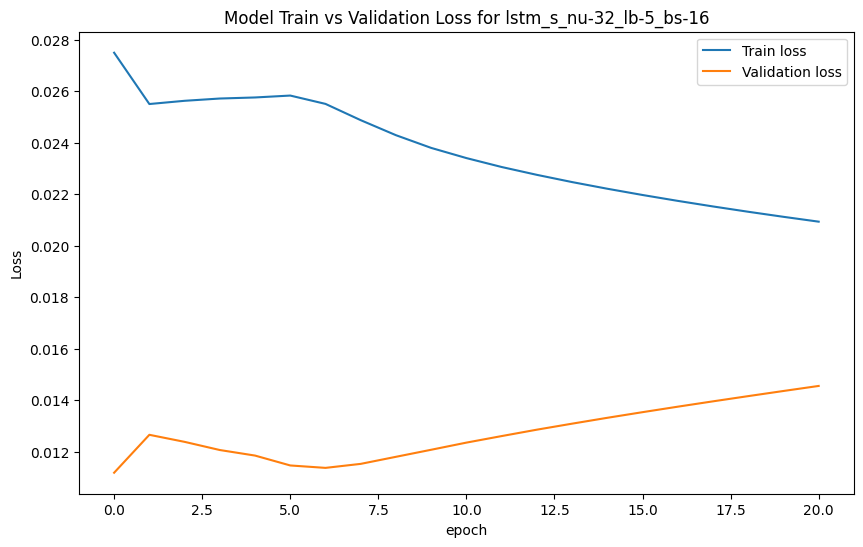 Model Train vs Validation Loss for lstm_s_nu-32_lb-5_bs-16
Train loss
Validation loss
Loss
0.028
0.026
0.024
0.022
0.020
0.018
0.016
0.014
0.012
0.0 2.5 5.0 7.5 10.0 12.5 15.0 17.5 20.0
epoch